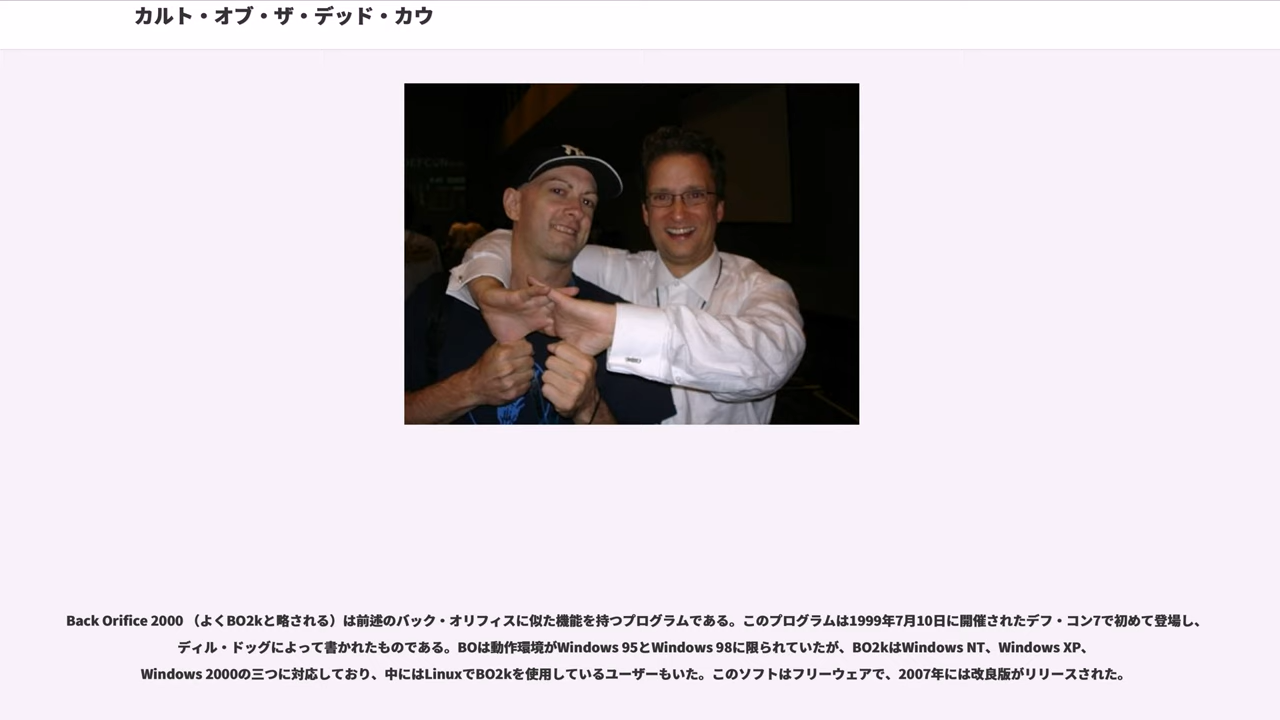 カルト・オブ・ザ・デッド・カウ
Back Orifice 2000 （よくBO2kと略される）は前述のバック・オリフィスに似た機能を持つプログラムである。このプログラムは1999年7月10日に開催されたデフ・コン7で初めて登場し、
ディル・ドッグによって書かれたものである。BOは動作環境がWindows 95とWindows 98に限られていたが、BO2kはWindows NT、Windows XP、
Windows 2000の三つに対応しており、中にはLinuxでBO2kを使用しているユーザーもいた。このソフトはフリーウェアで、2007年には改良版がリリースされた。